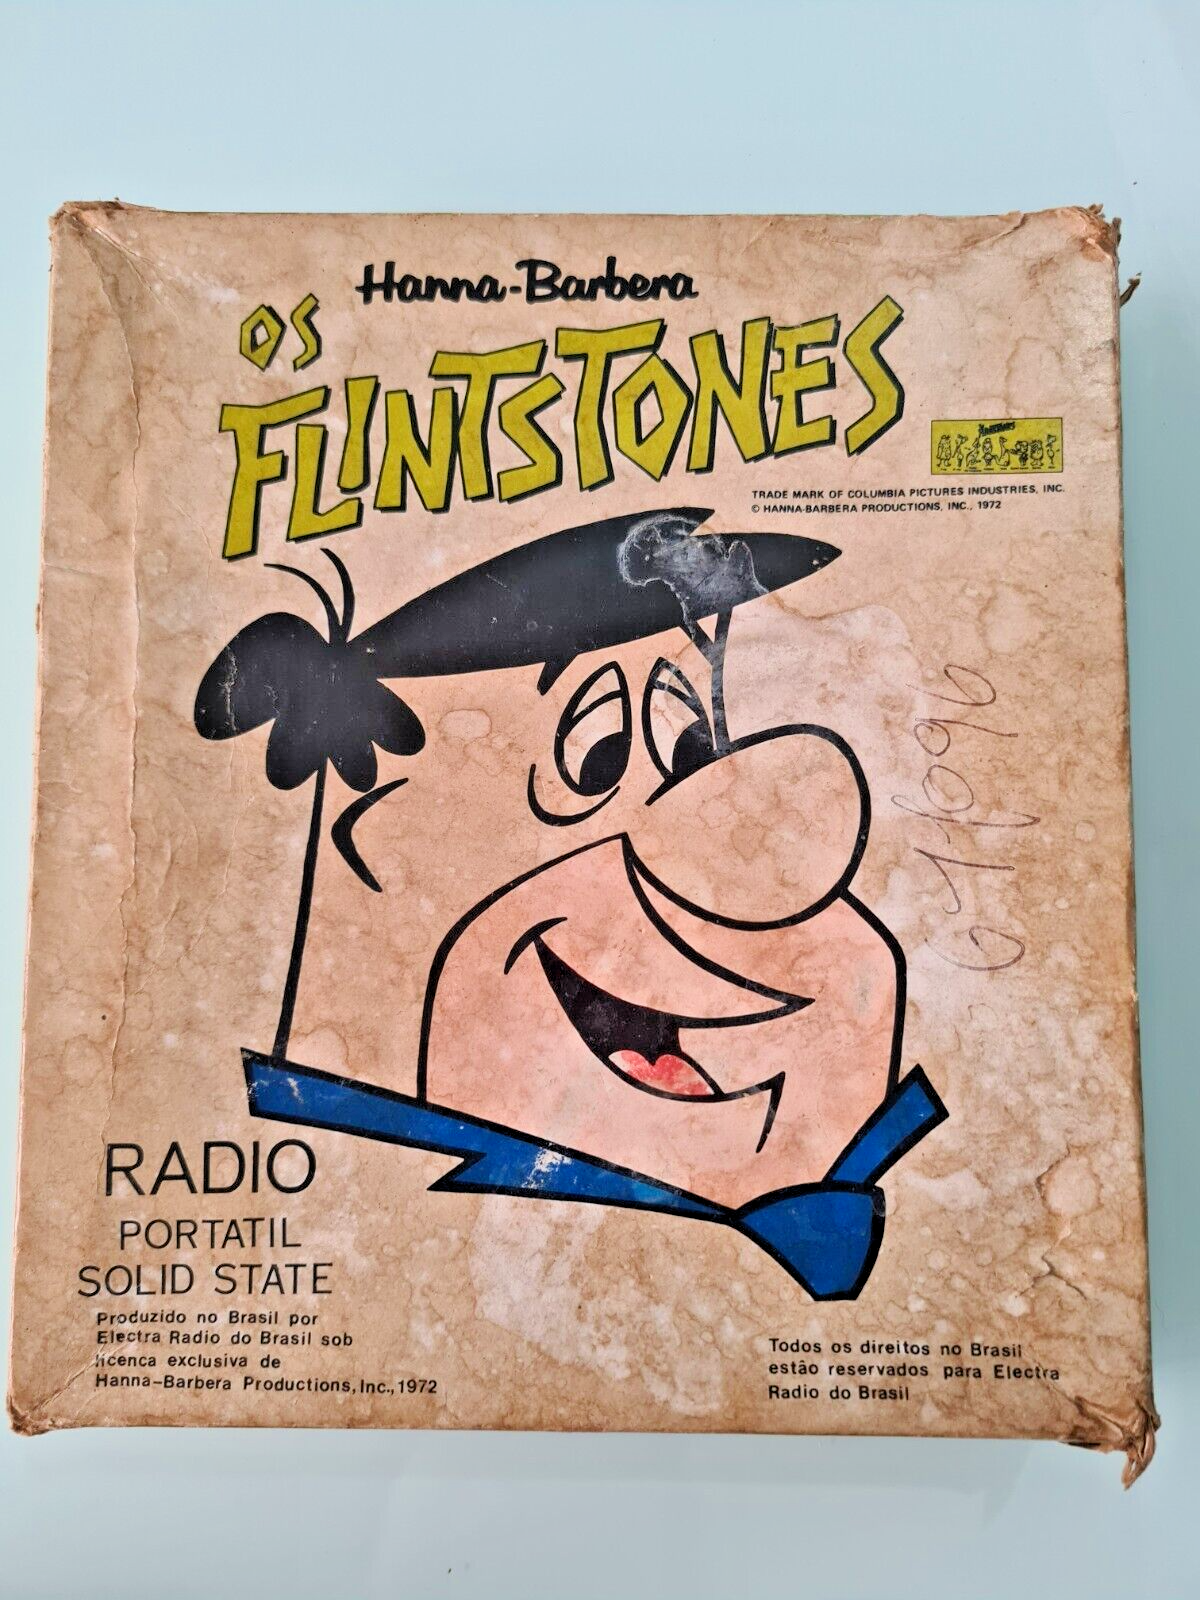 Hanna-Barbera
OS
FLINTSTONES
TRADE MARK OF COLUMBIA PICTURES INDUSTRIES, INC.
© HANNA-BARBERA PRODUCTIONS, INC., 1972
RADIO
PORTATIL
SOLID STATE
Produzido no Brasil por
Electra Radio do Brasil sob
licenca exclusiva de
Hanna-Barbera Productions, Inc., 1972
Todos os direitos no Brasil
estão reservados para Electra
Radio do Brasil